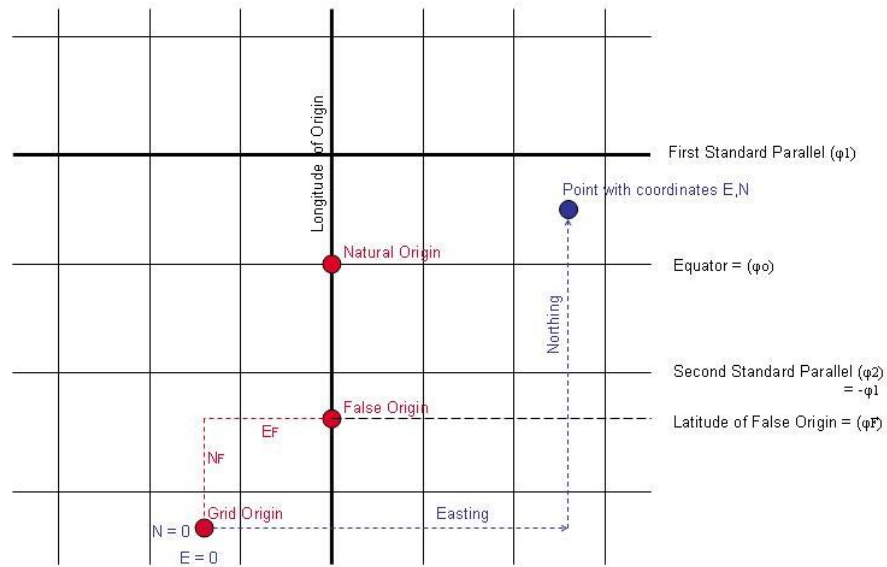 Longitude of Origin
First Standard Parallel (φ1)
Point with coordinates E,N
Natural Origin
Equator = (φo)
Northing
Second Standard Parallel (φ2)
= -φ1
False Origin
Latitude of False Origin = (φF)
EF
NF
Grid Origin
Easting
N = 0
E = 0